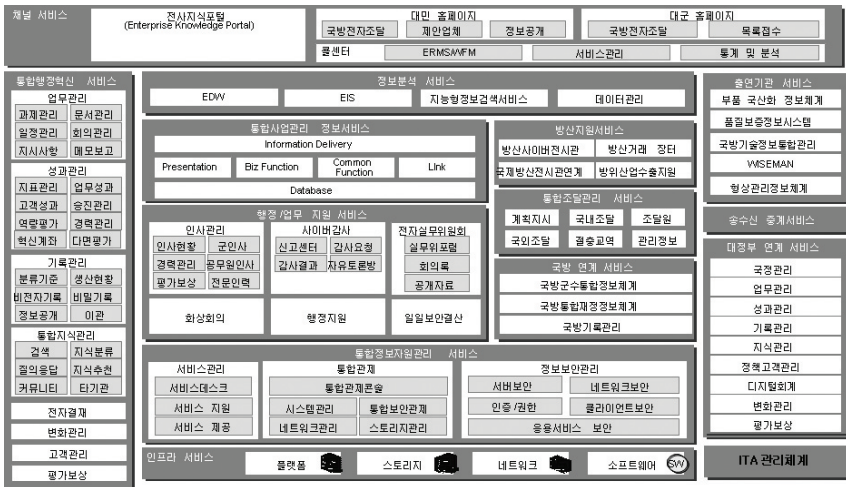 채널 서비스
전사지식포털
(Enterprise Knowledge Portal)
대민 홈페이지
국방전자조달
제안업체
정보공개
대군 홈페이지
국방전자조달
목록접수
콜센터
ERMS/WFM
서비스관리
통계 및 분석
통합행정혁신 서비스
업무관리
과제관리 문서관리
일정관리 회의관리
지시사항 메모보고
성과관리
지표관리 업무성과
고객성과 승진관리
역량평가 경력관리
혁신계좌 다면평가
기록관리
분류기준 생산현황
비전자기록 비밀기록
정보공개 이관
통합지식관리
검색 지식분류
질의응답 지식추천
커뮤니티 타기관
전자결재
변화관리
고객관리
평가보상
정보분석 서비스
EDW
EIS
지능형정보검색서비스
데이터관리
통합사업관리 정보서비스
Information Delivery
Presentation
Biz Function
Common
Function
Link
Database
방산지원서비스
방산사이버전시관
방산거래 장터
국제방산전시관연계
방위산업수출지원
통합조달관리 서비스
계획지시 국내조달 조달원
국외조달 절충교역 관리정보
행정/업무 지원 서비스
인사관리
인사현황 군인사
경력관리 공무원인사
평가보상 전문인력
사이버감사
신고센터 감사요청
감사결과 자유토론방
전자실무위원회
실무위포럼
회의록
공개자료
화상회의
행정지원
일일보안결산
국방 연계 서비스
국방군수통합정보체계
국방통합재정정보체계
국방기록관리
통합정보자원관리 서비스
서비스관리
서비스데스크
서비스 지원
서비스 제공
통합관제
통합관제콘솔
시스템관리 통합보안관제
네트워크관리 스토리지관리
정보보안관리
서버보안 네트워크보안
인증/권한 클라이언트보안
응용서비스 보안
인프라 서비스
플랫폼
스토리지
네트워크
소프트웨어
SW
출연기관 서비스
부품 국산화 정보체계
품질보증정보시스템
국방기술정보통합관리
WISEMAN
형상관리정보체계
송수신 중계서비스
대정부 연계 서비스
국정관리
업무관리
성과관리
기록관리
지식관리
정책고객관리
디지털회계
변화관리
평가보상
ITA 관리체계